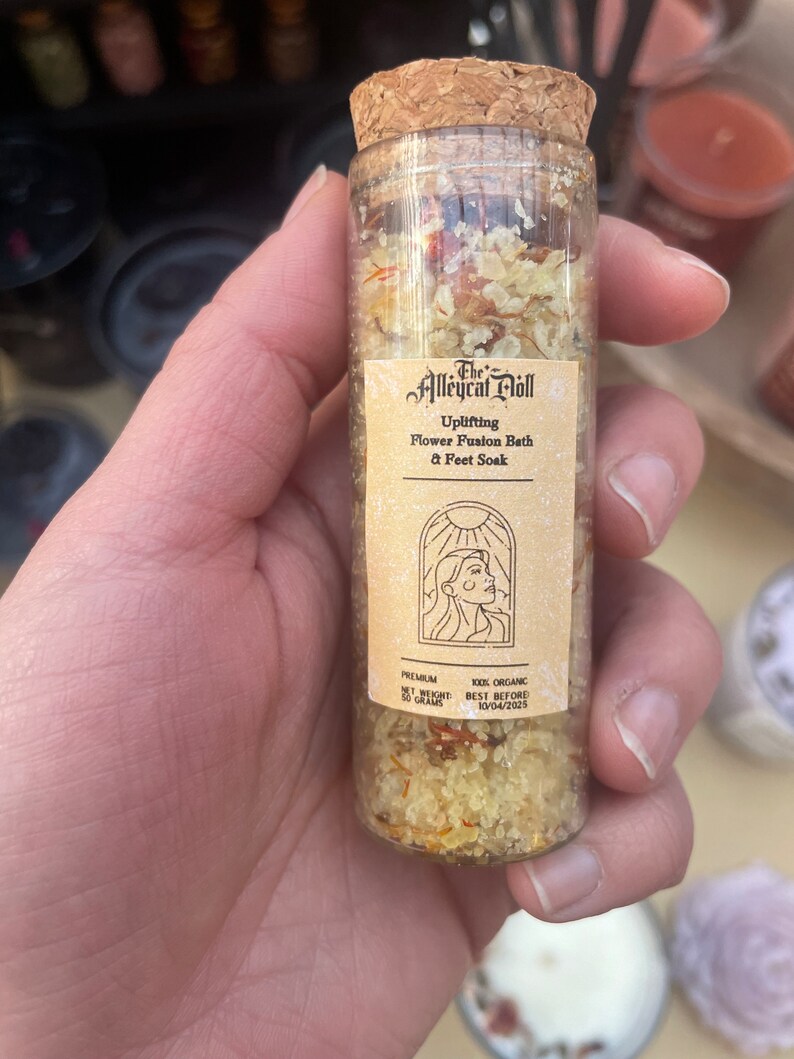 The
Alleycat Doll
Uplifting
Flower Fusion Bath
& Feet Soak
PREMIUM
100% ORGANIC
NET WEIGHT:
50 GRAMS
BEST BEFORE:
10/04/2025